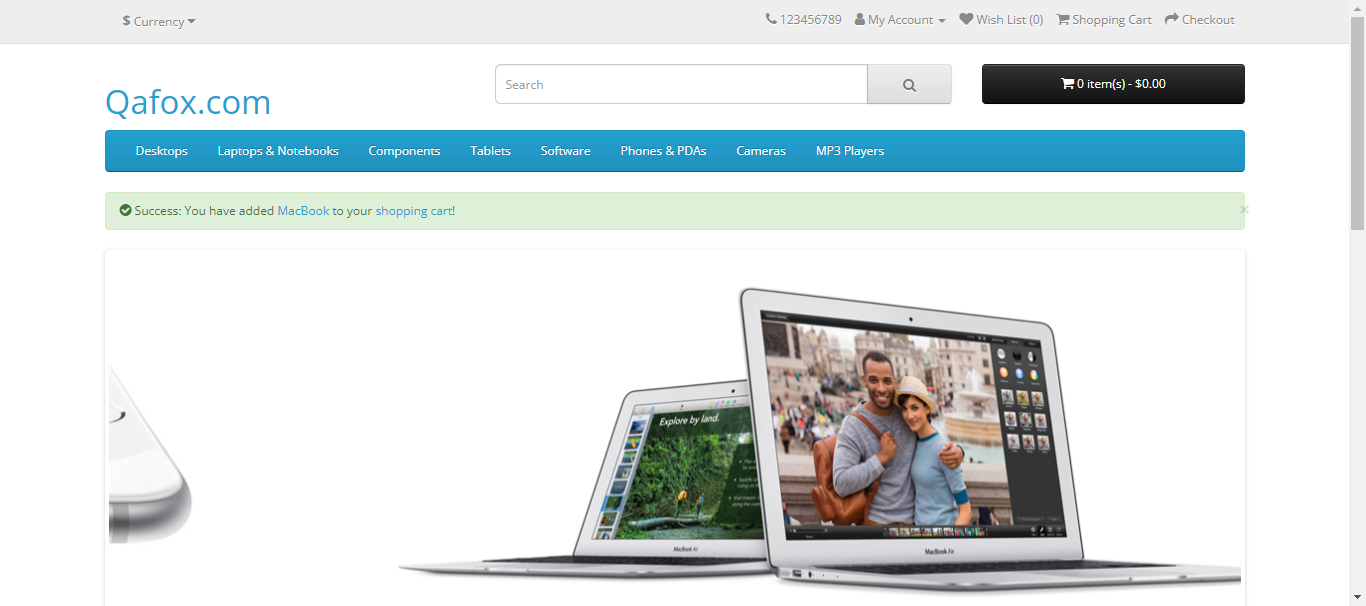 $ Currency
123456789 My Account Wish List (0) Shopping Cart Checkout
Qafox.com
Search
0 item(s) - $0.00
Desktops Laptops & Notebooks Components Tablets Software Phones & PDAs Cameras MP3 Players
Success: You have added MacBook to your shopping cart!
×
Explore by land.
MacBook Air
MacBook Air